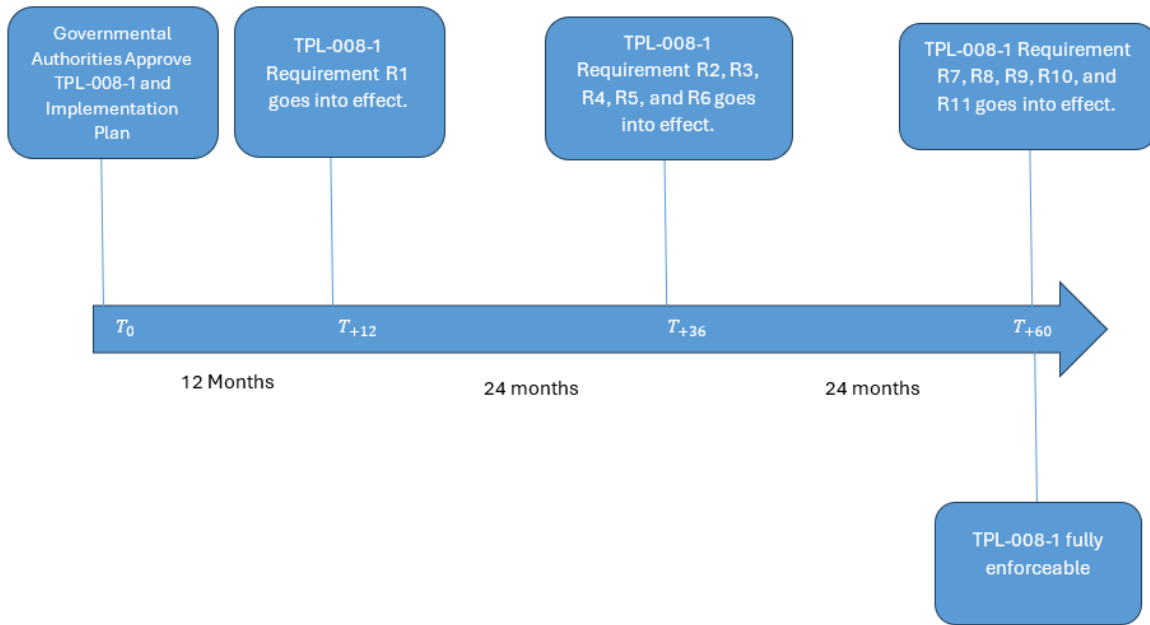 Governmental
Authorities Approve
TPL-008-1 and
Implementation
Plan
TPL-008-1
Requirement R1
goes into effect.
TPL-008-1
Requirement R2, R3,
R4, R5, and R6 goes
into effect.
TPL-008-1 Requirement
R7, R8, R9, R10, and
R11 goes into effect.
T₀
T₊₁₂
T₊₃₆
T₊₆₀
12 Months
24 months
24 months
TPL-008-1 fully
enforceable